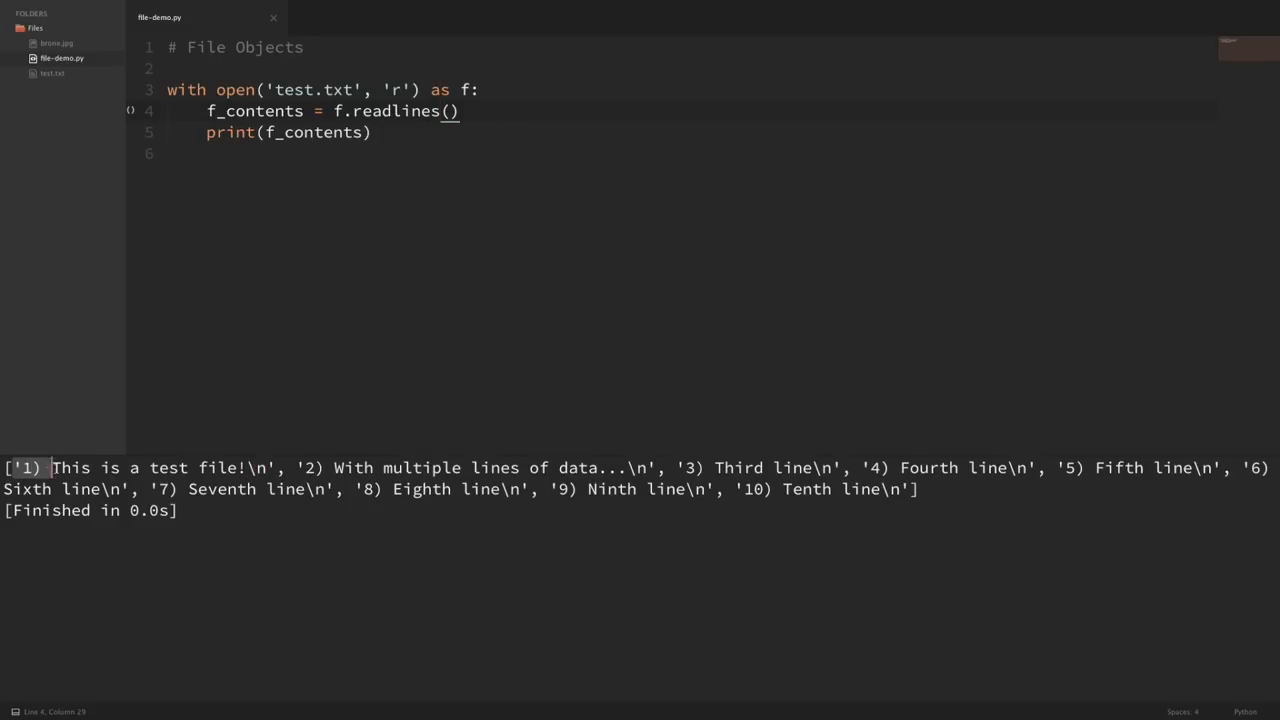 FOLDERS
Files
bronx.jpg
file-demo.py
test.txt
file-demo.py ×
1 # File Objects
2
3 with open('test.txt', 'r') as f:
() 4     f_contents = f.readlines()
5     print(f_contents)
6
['1) This is a test file!\n', '2) With multiple lines of data...\n', '3) Third line\n', '4) Fourth line\n', '5) Fifth line\n', '6)
Sixth line\n', '7) Seventh line\n', '8) Eighth line\n', '9) Ninth line\n', '10) Tenth line\n']
[Finished in 0.0s]
Line 4, Column 29 Spaces: 4 Python